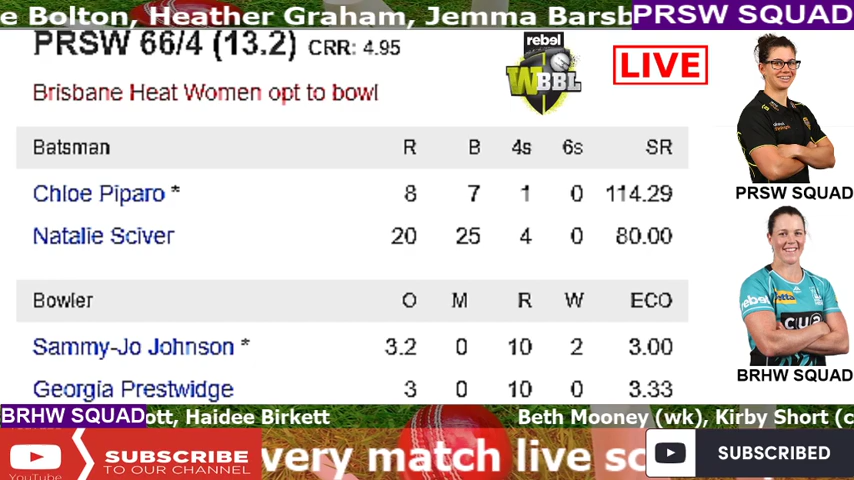 e Bolton, Heather Graham, Jemma Barsb
PRSW SQUAD
PRSW 66/4 (13.2) CRR: 4.95
rebel
WBBL
LIVE
Brisbane Heat Women opt to bowl
Batsman R B 4s 6s SR
Chloe Piparo * 8 7 1 0 114.29
Natalie Sciver 20 25 4 0 80.00
PRSW SQUAD
Bowler O M R W ECO
Sammy-Jo Johnson * 3.2 0 10 2 3.00
Georgia Prestwidge 3 0 10 0 3.33
BRHW SQUAD
BRHW SQUAD ott, Haidee Birkett Beth Mooney (wk), Kirby Short (c
YouTube
SUBSCRIBE
TO OUR CHANNEL
very match live sc
SUBSCRIBED